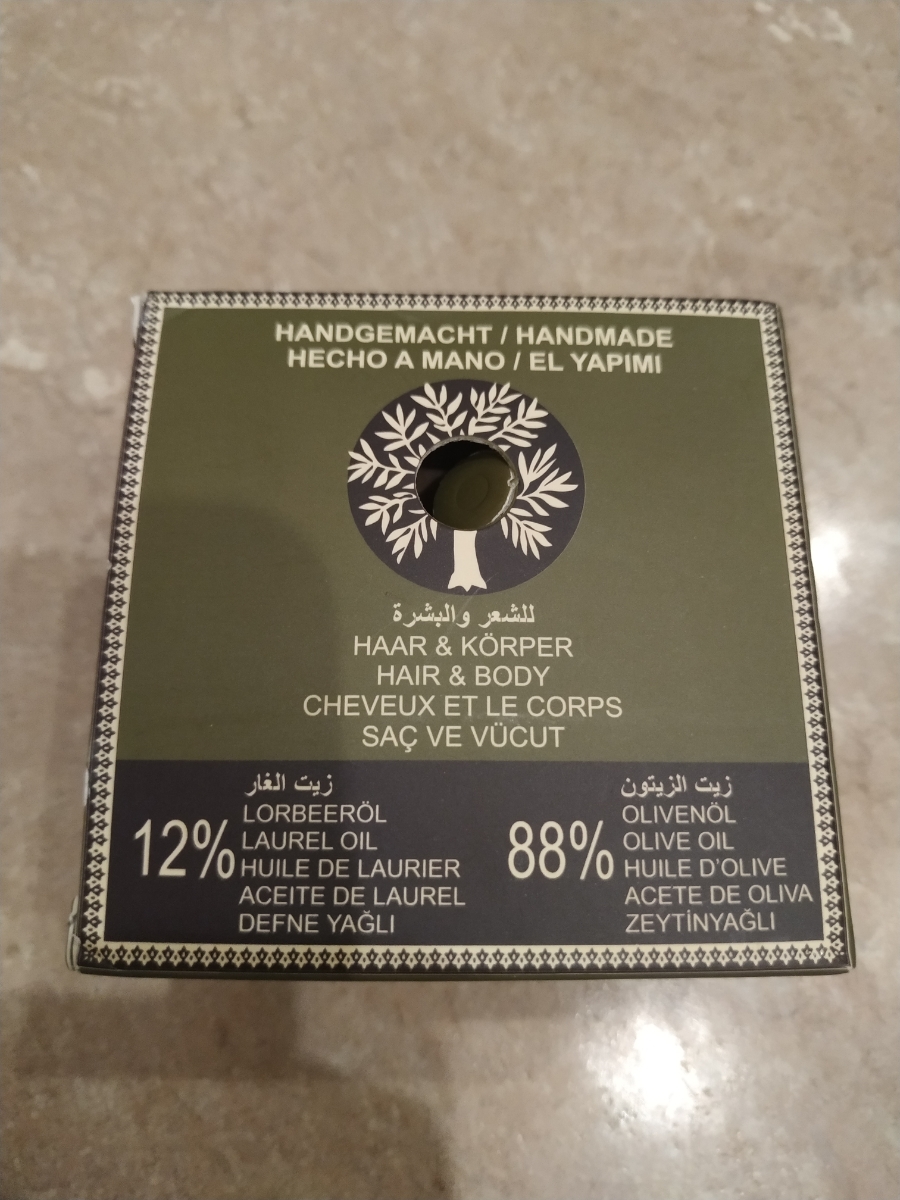 HANDGEMACHT / HANDMADE
HECHO A MANO / EL YAPIMI
للشعر والبشرة
HAAR & KÖRPER
HAIR & BODY
CHEVEUX ET LE CORPS
SAÇ VE VÜCUT
12%
زيت الغار
LORBEERÖL
LAUREL OIL
HUILE DE LAURIER
ACEITE DE LAUREL
DEFNE YAĞLI
88%
زيت الزيتون
OLIVENÖL
OLIVE OIL
HUILE D'OLIVE
ACETE DE OLIVA
ZEYTİNYAĞLI